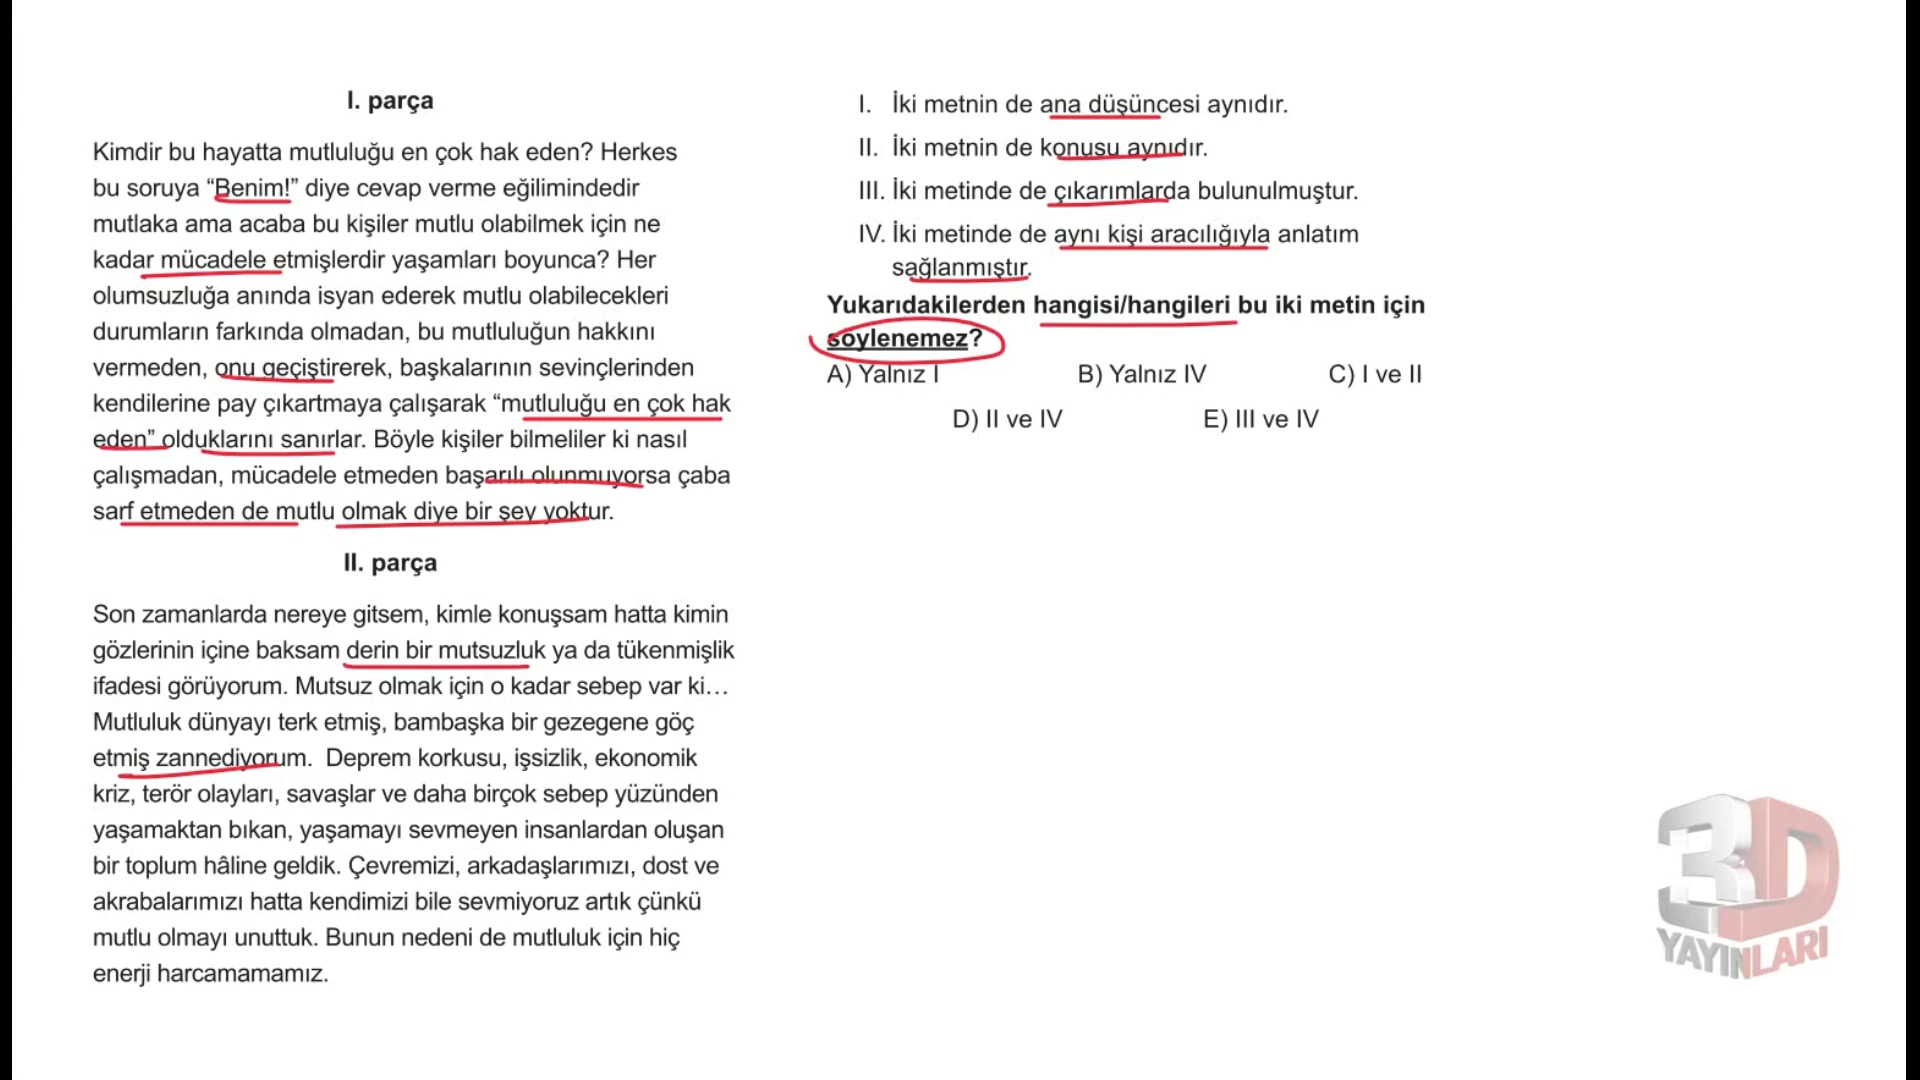 I. parça
Kimdir bu hayatta mutluluğu en çok hak eden? Herkes
bu soruya “Benim!” diye cevap verme eğilimindedir
mutlaka ama acaba bu kişiler mutlu olabilmek için ne
kadar mücadele etmişlerdir yaşamları boyunca? Her
olumsuzluğa anında isyan ederek mutlu olabilecekleri
durumların farkında olmadan, bu mutluluğun hakkını
vermeden, onu geçiştirerek, başkalarının sevinçlerinden
kendilerine pay çıkartmaya çalışarak “mutluluğu en çok hak
eden” olduklarını sanırlar. Böyle kişiler bilmeliler ki nasıl
çalışmadan, mücadele etmeden başarılı olunmuyorsa çaba
sarf etmeden de mutlu olmak diye bir şey yoktur.
II. parça
Son zamanlarda nereye gitsem, kimle konuşsam hatta kimin
gözlerinin içine baksam derin bir mutsuzluk ya da tükenmişlik
ifadesi görüyorum. Mutsuz olmak için o kadar sebep var ki…
Mutluluk dünyayı terk etmiş, bambaşka bir gezegene göç
etmiş zannediyorum. Deprem korkusu, işsizlik, ekonomik
kriz, terör olayları, savaşlar ve daha birçok sebep yüzünden
yaşamaktan bıkan, yaşamayı sevmeyen insanlardan oluşan
bir toplum hâline geldik. Çevremizi, arkadaşlarımızı, dost ve
akrabalarımızı hatta kendimizi bile sevmiyoruz artık çünkü
mutlu olmayı unuttuk. Bunun nedeni de mutluluk için hiç
enerji harcamamamız.
I. İki metnin de ana düşüncesi aynıdır.
II. İki metnin de konusu aynıdır.
III. İki metinde de çıkarımlarda bulunulmuştur.
IV. İki metinde de aynı kişi aracılığıyla anlatım
sağlanmıştır.
Yukarıdakilerden hangisi/hangileri bu iki metin için
söylenemez?
A) Yalnız I B) Yalnız IV C) I ve II
D) II ve IV E) III ve IV
3D
YAYINLARI